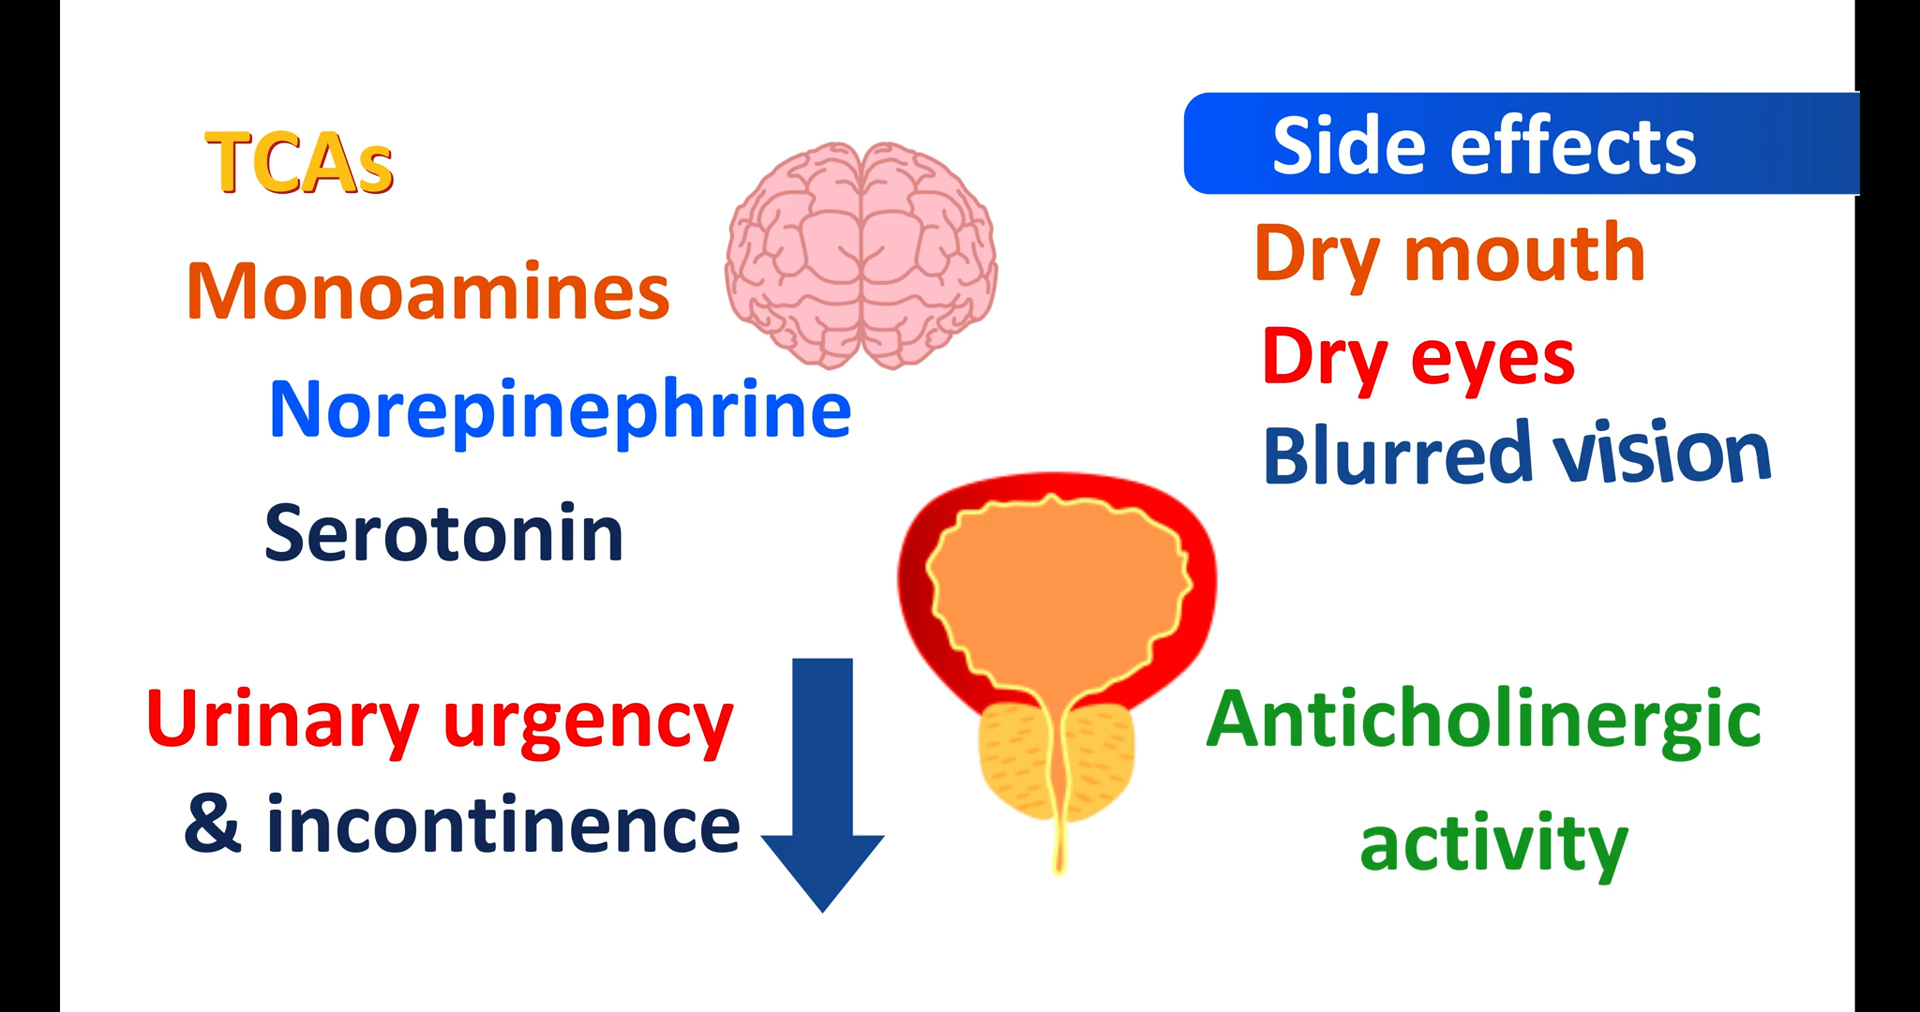 TCAs
Monoamines
Norepinephrine
Serotonin
Urinary urgency
& incontinence
Side effects
Dry mouth
Dry eyes
Blurred vision
Anticholinergic
activity